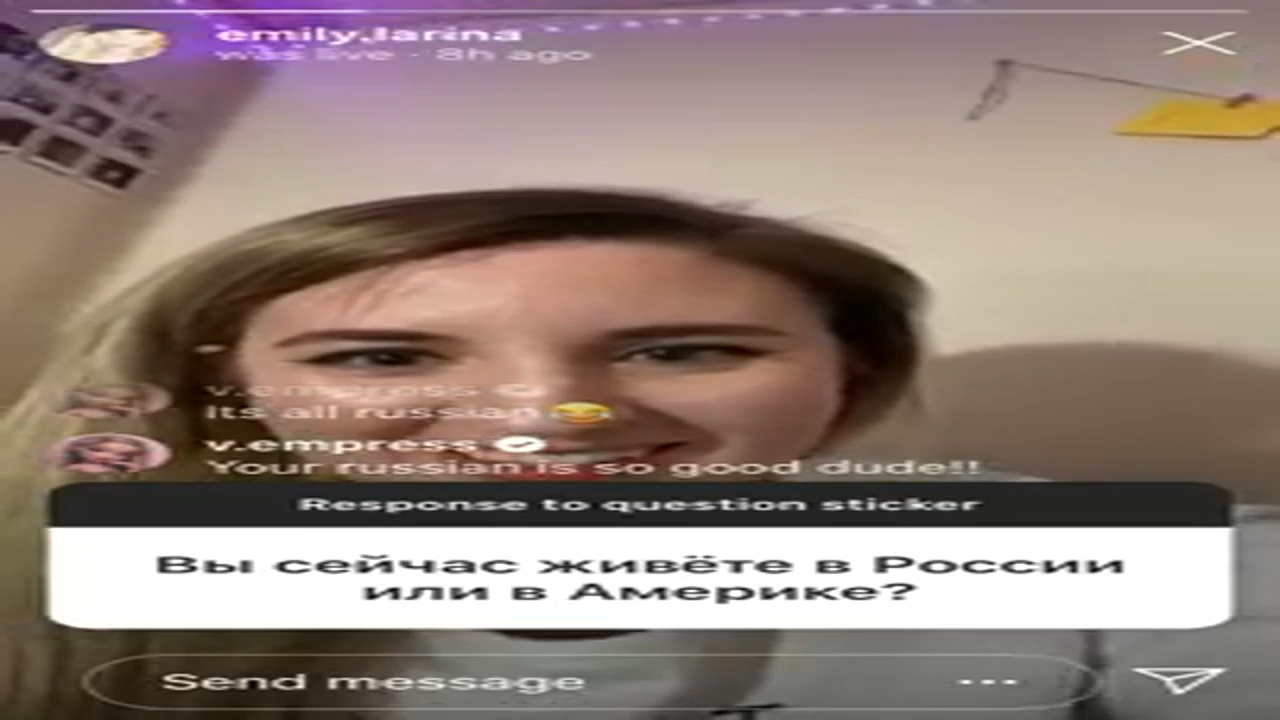 emily.larina
was live · 8h ago
v.empress
Its all russian 😂
v.empress
Your russian is so good dude!!
Response to question sticker
Вы сейчас живёте в России
или в Америке?
Send message